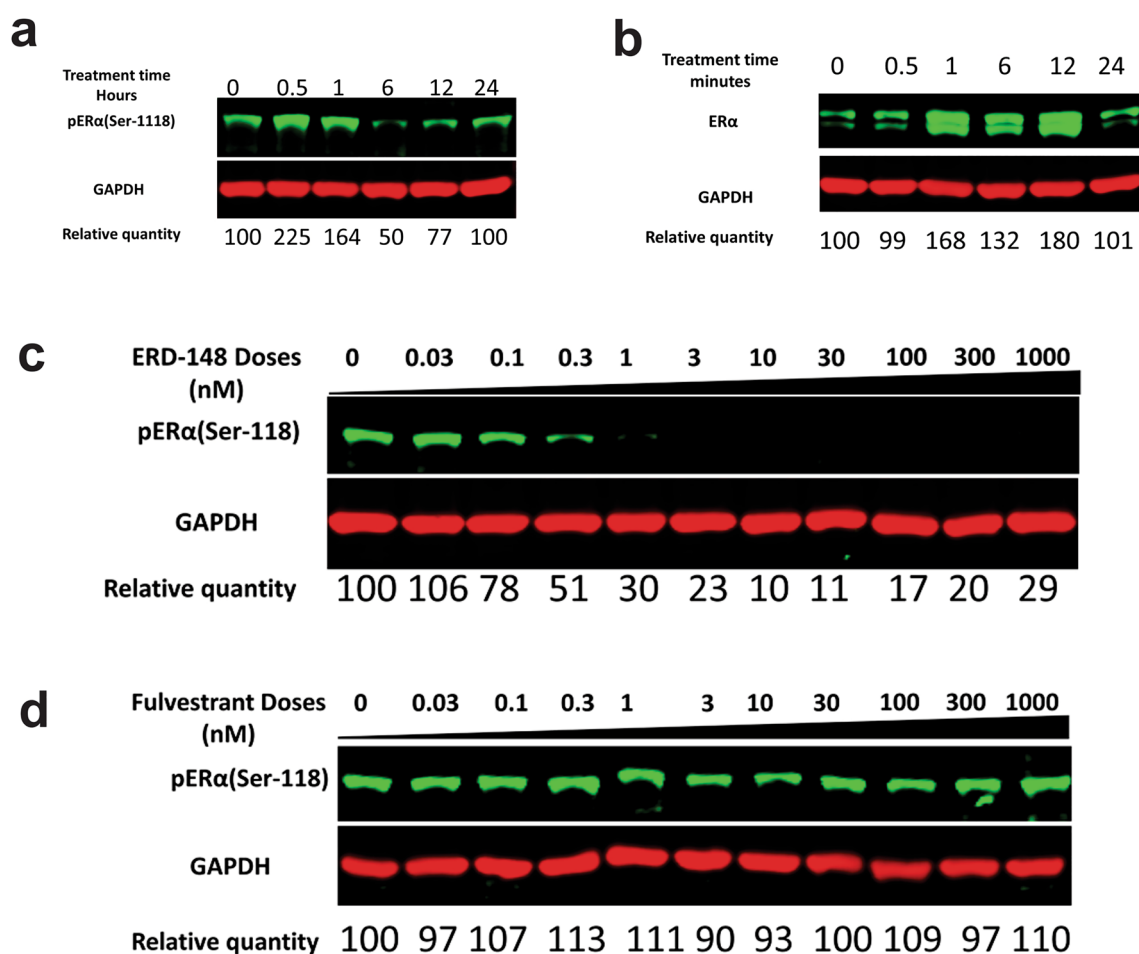 a
Treatment time
Hours
0 0.5 1 6 12 24
pERα(Ser-1118)
GAPDH
Relative quantity 100 225 164 50 77 100
b
Treatment time
minutes
0 0.5 1 6 12 24
ERα
GAPDH
Relative quantity 100 99 168 132 180 101
c
ERD-148 Doses 0 0.03 0.1 0.3 1 3 10 30 100 300 1000
(nM)
pERα(Ser-118)
GAPDH
Relative quantity 100 106 78 51 30 23 10 11 17 20 29
d
Fulvestrant Doses 0 0.03 0.1 0.3 1 3 10 30 100 300 1000
(nM)
pERα(Ser-118)
GAPDH
Relative quantity 100 97 107 113 111 90 93 100 109 97 110